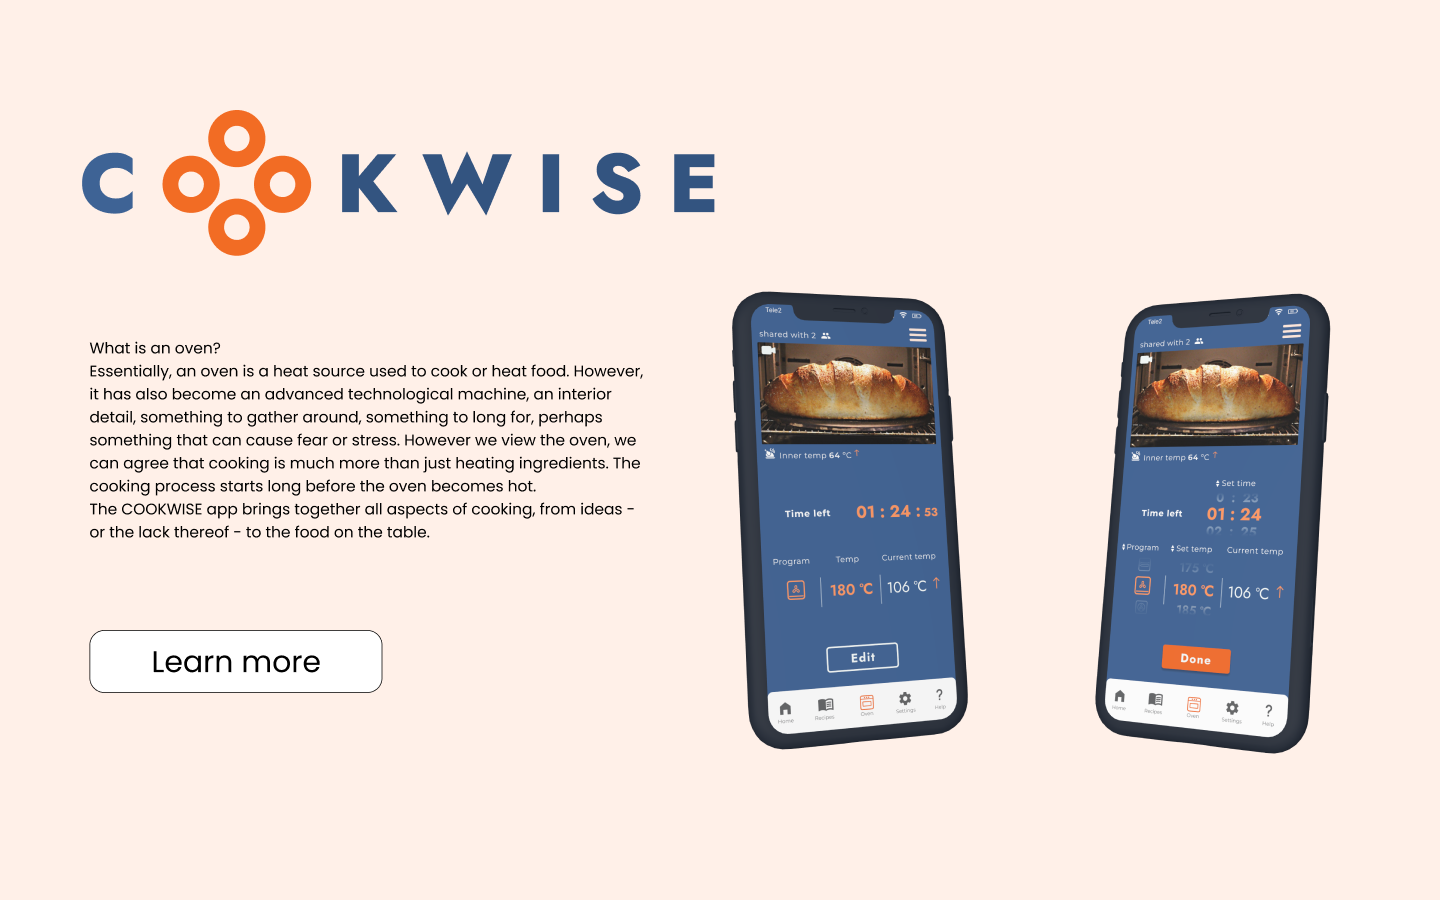 COOKWISE
What is an oven?
Essentially, an oven is a heat source used to cook or heat food. However,
it has also become an advanced technological machine, an interior
detail, something to gather around, something to long for, perhaps
something that can cause fear or stress. However we view the oven, we
can agree that cooking is much more than just heating ingredients. The
cooking process starts long before the oven becomes hot.
The COOKWISE app brings together all aspects of cooking, from ideas -
or the lack thereof - to the food on the table.
Learn more
Tele2
shared with 2
Inner temp 64 °C ↑
Time left 01 : 24 : 53
Program Temp Current temp
180 °C 106 °C ↑
Edit
Home Recipes Oven Settings Help
Tele2
shared with 2
Inner temp 64 °C ↑
Set time
0 : 23
Time left 01 : 24
02 : 25
Program Set temp Current temp
175 °C
180 °C 106 °C ↑
185 °C
Done
Home Recipes Oven Settings Help